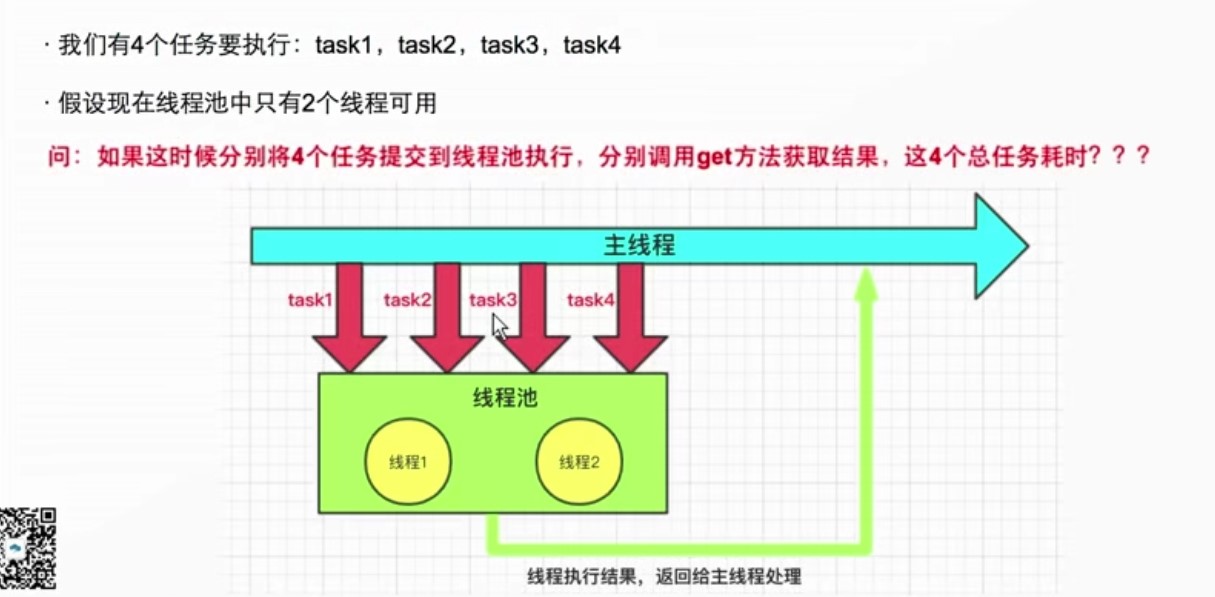 · 我们有4个任务要执行：task1，task2，task3，task4
· 假设现在线程池中只有2个线程可用
问：如果这时候分别将4个任务提交到线程池执行，分别调用get方法获取结果，这4个总任务耗时？？？
主线程
task1 task2 task3 task4
线程池
线程1 线程2
线程执行结果，返回给主线程处理